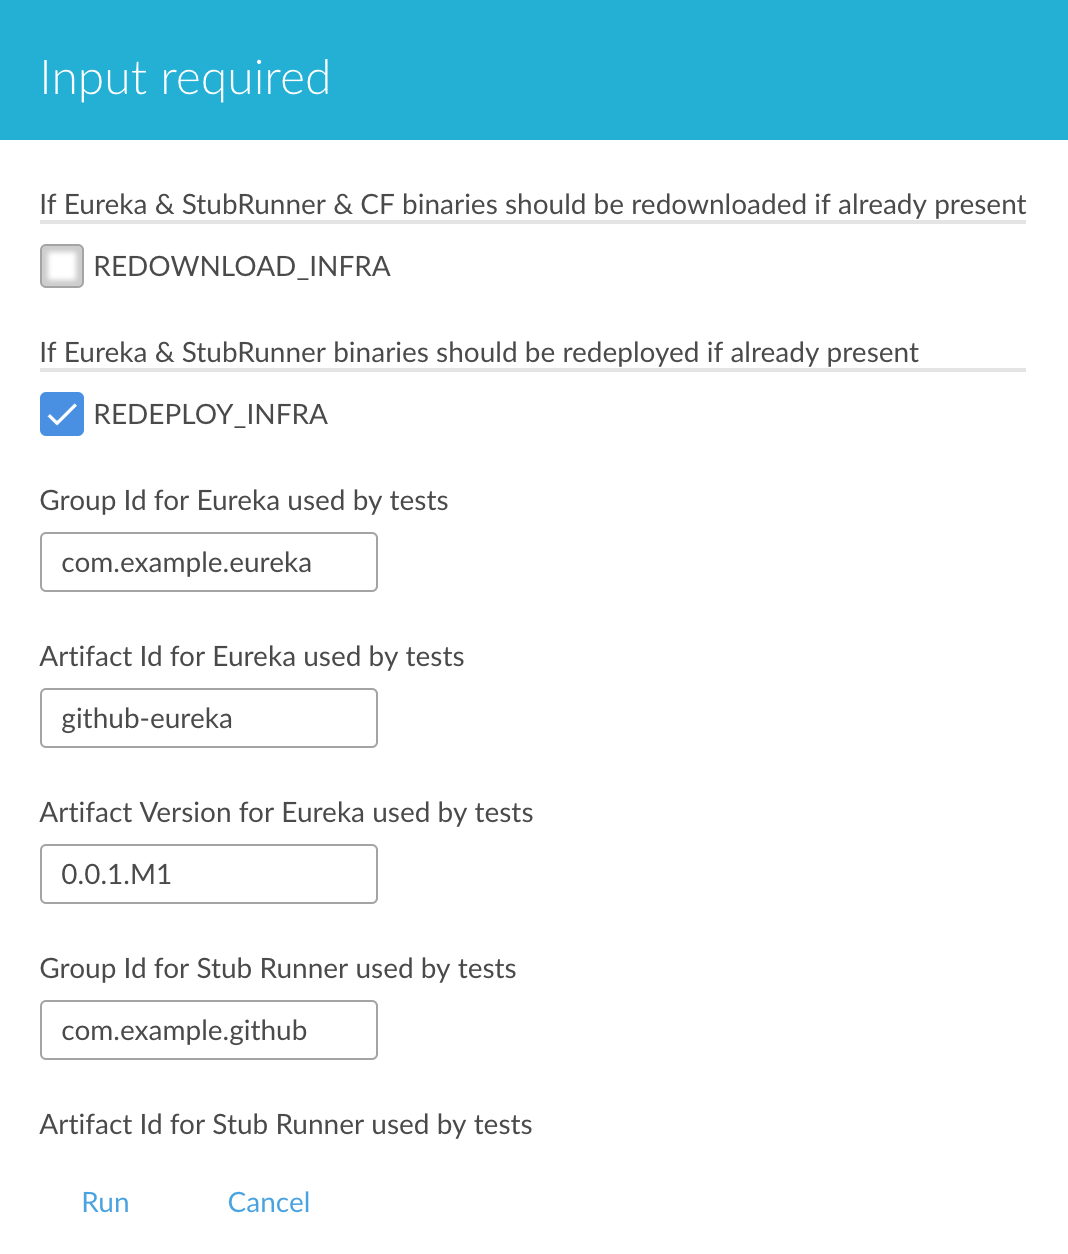 Input required
If Eureka & StubRunner & CF binaries should be redownloaded if already present
REDOWNLOAD_INFRA
If Eureka & StubRunner binaries should be redeployed if already present
REDEPLOY_INFRA
Group Id for Eureka used by tests
com.example.eureka
Artifact Id for Eureka used by tests
github-eureka
Artifact Version for Eureka used by tests
0.0.1.M1
Group Id for Stub Runner used by tests
com.example.github
Artifact Id for Stub Runner used by tests
Run Cancel